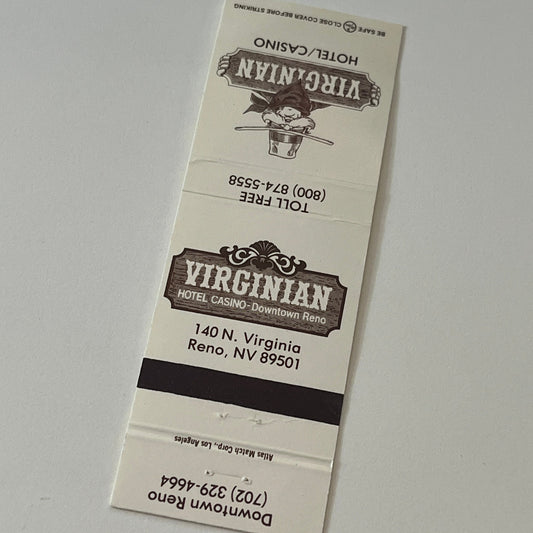 BE SAFE CLOSE COVER BEFORE STRIKING
HOTEL/CASINO
VIRGINIAN
TOLL FREE
(800) 874-5558
VIRGINIAN
HOTEL CASINO-Downtown Reno
140 N. Virginia
Reno, NV 89501
Atlas Match Corp., Los Angeles
Downtown Reno
(702) 329-4664